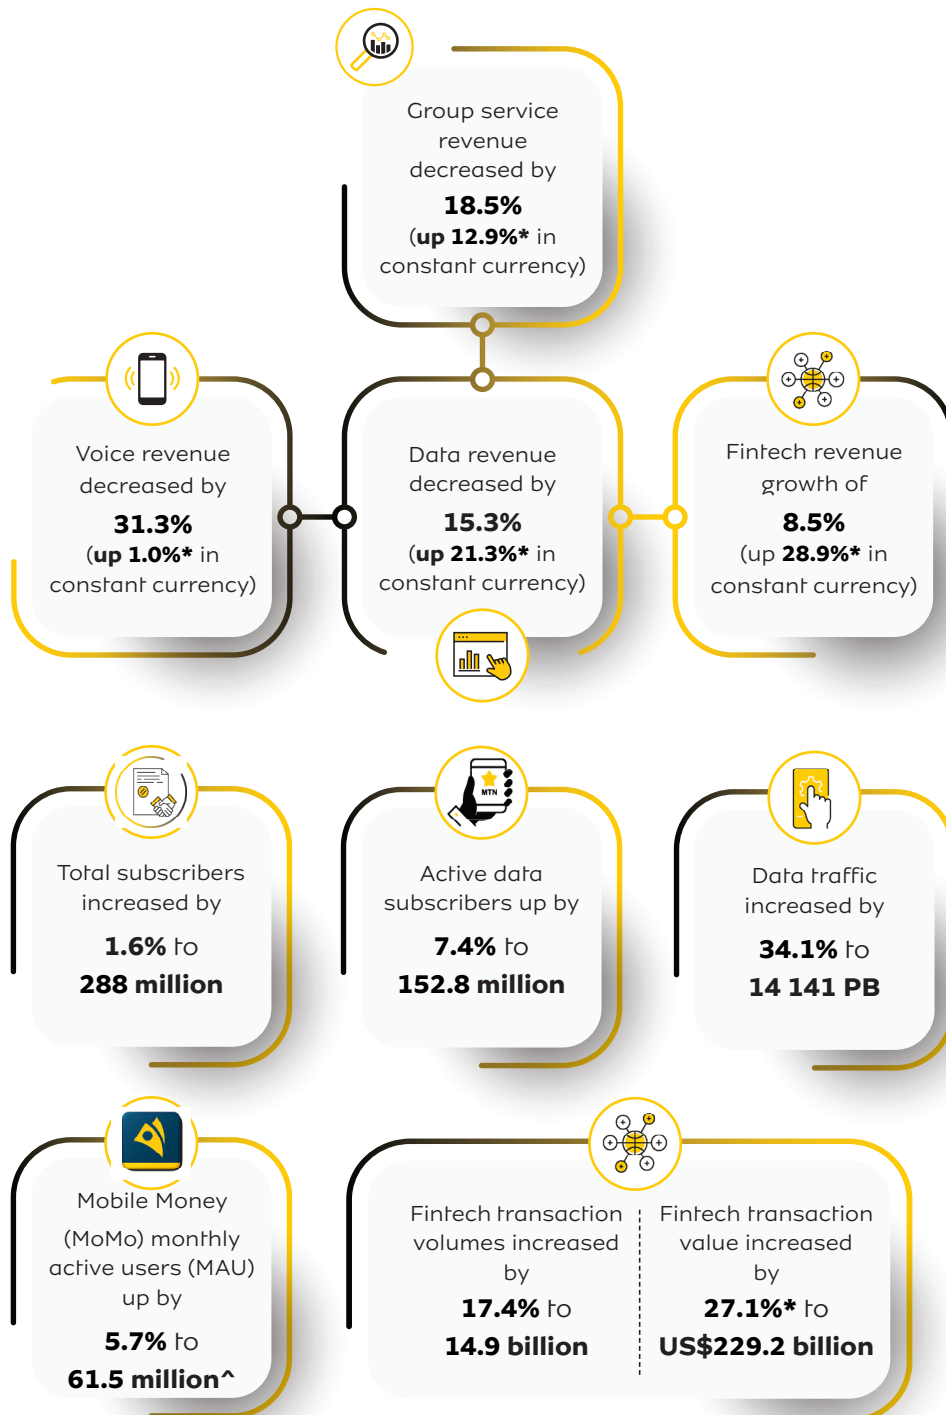 Group service
revenue
decreased by
18.5%
(up 12.9%* in
constant currency)
Voice revenue
decreased by
31.3%
(up 1.0%* in
constant currency)
Data revenue
decreased by
15.3%
(up 21.3%* in
constant currency)
Fintech revenue
growth of
8.5%
(up 28.9%* in
constant currency)
Total subscribers
increased by
1.6% to
288 million
MTN
Active data
subscribers up by
7.4% to
152.8 million
Data traffic
increased by
34.1% to
14 141 PB
Mobile Money
(MoMo) monthly
active users (MAU)
up by
5.7% to
61.5 million^
Fintech transaction
volumes increased
by
17.4% to
14.9 billion
Fintech transaction
value increased
by
27.1%* to
US$229.2 billion